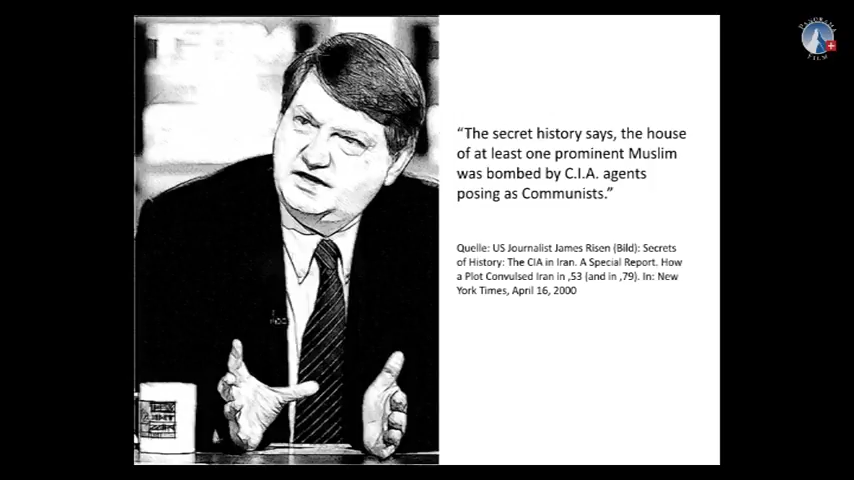 PANORAMA
FILM
“The secret history says, the house
of at least one prominent Muslim
was bombed by C.I.A. agents
posing as Communists.”
Quelle: US Journalist James Risen (Bild): Secrets
of History: The CIA in Iran. A Special Report. How
a Plot Convulsed Iran in ‚53 (and in ‚79). In: New
York Times, April 16, 2000